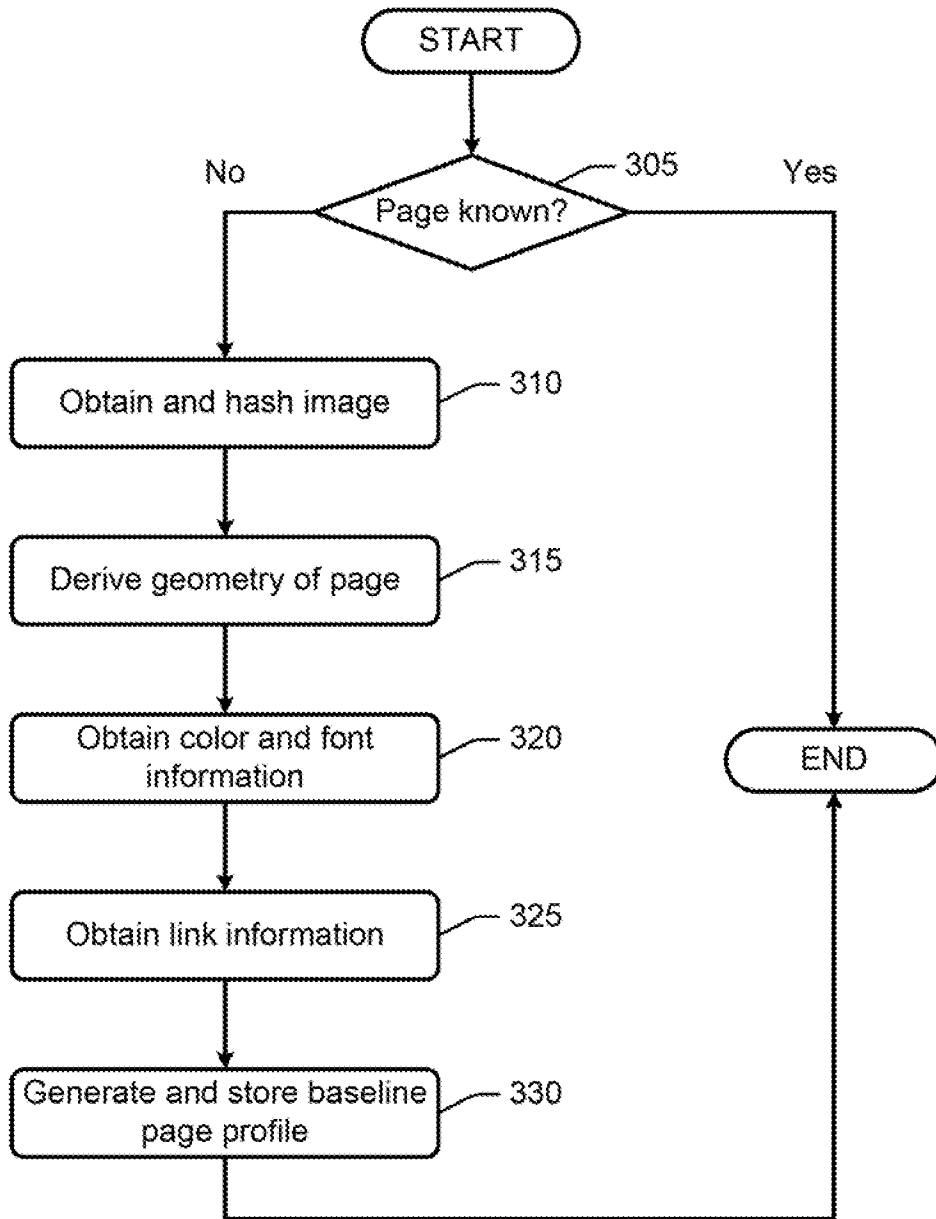 START
No
305
Yes
Page known?
Obtain and hash image
310
Derive geometry of page
315
Obtain color and font
information
320
END
Obtain link information
325
Generate and store baseline
page profile
330